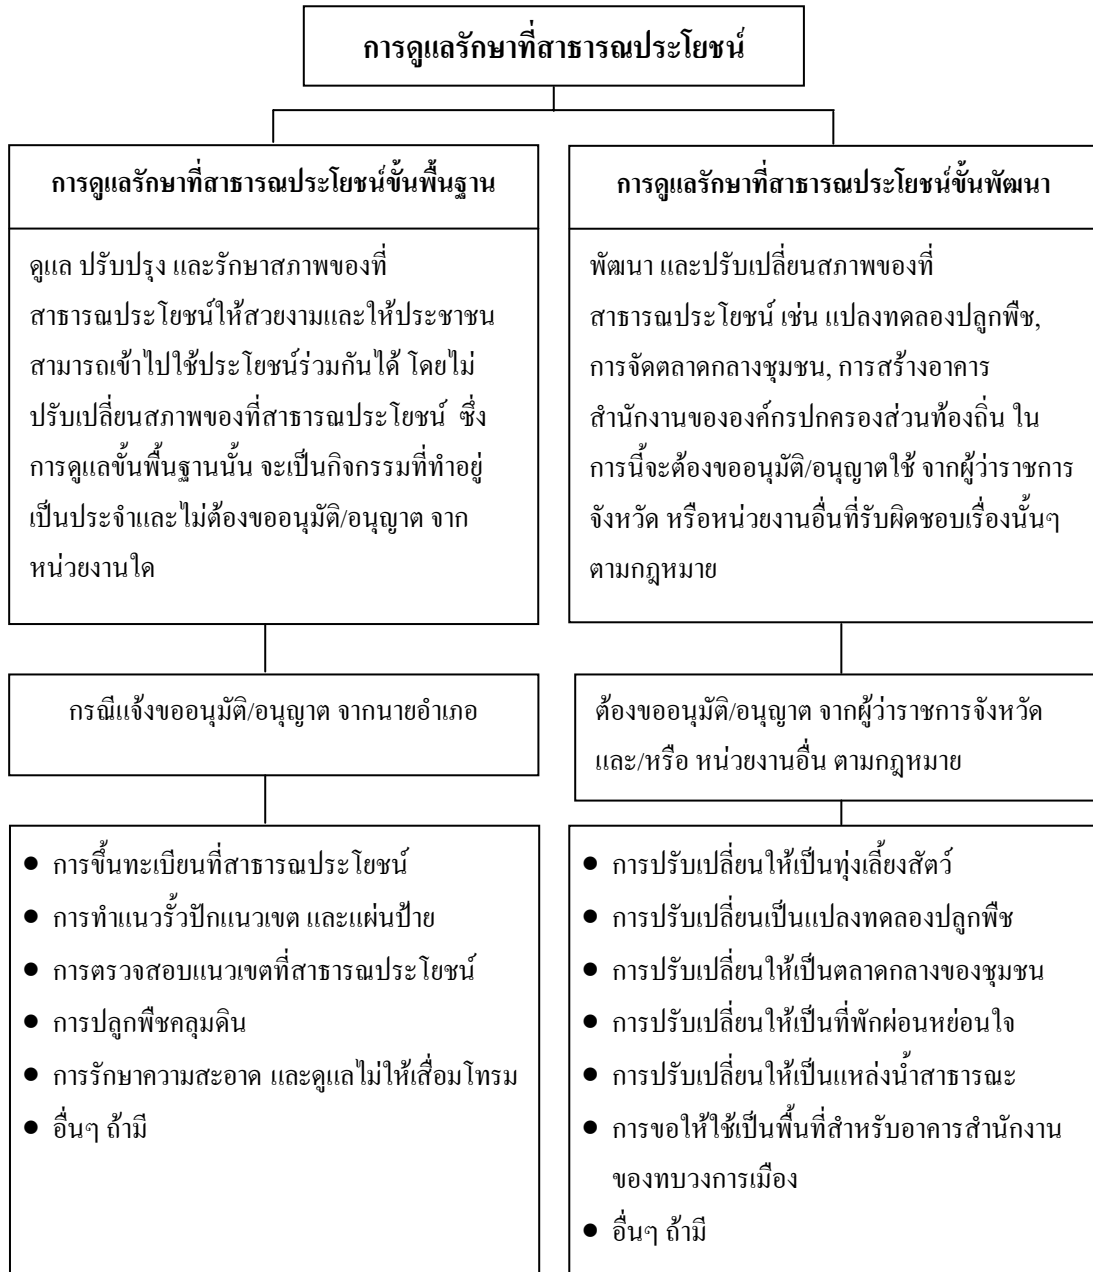 การดูแลรักษาที่สาธารณประโยชน์
การดูแลรักษาที่สาธารณประโยชน์ขั้นพื้นฐาน
ดูแล ปรับปรุง และรักษาสภาพของที่
สาธารณประโยชน์ให้สวยงามและให้ประชาชน
สามารถเข้าไปใช้ประโยชน์ร่วมกันได้ โดยไม่
ปรับเปลี่ยนสภาพของที่สาธารณประโยชน์ ซึ่ง
การดูแลขั้นพื้นฐานนั้น จะเป็นกิจกรรมที่ทำอยู่
เป็นประจำและไม่ต้องขออนุมัติ/อนุญาต จาก
หน่วยงานใด
กรณีแจ้งขออนุมัติ/อนุญาต จากนายอำเภอ
● การขึ้นทะเบียนที่สาธารณประโยชน์
● การทำแนวรั้วปักแนวเขต และแผ่นป้าย
● การตรวจสอบแนวเขตที่สาธารณประโยชน์
● การปลูกพืชคลุมดิน
● การรักษาความสะอาด และดูแลไม่ให้เสื่อมโทรม
● อื่นๆ ถ้ามี
การดูแลรักษาที่สาธารณประโยชน์ขั้นพัฒนา
พัฒนา และปรับเปลี่ยนสภาพของที่
สาธารณประโยชน์ เช่น แปลงทดลองปลูกพืช,
การจัดตลาดกลางชุมชน, การสร้างอาคาร
สำนักงานขององค์กรปกครองส่วนท้องถิ่น ใน
การนี้จะต้องขออนุมัติ/อนุญาตใช้ จากผู้ว่าราชการ
จังหวัด หรือหน่วยงานอื่นที่รับผิดชอบเรื่องนั้นๆ
ตามกฎหมาย
ต้องขออนุมัติ/อนุญาต จากผู้ว่าราชการจังหวัด
และ/หรือ หน่วยงานอื่น ตามกฎหมาย
● การปรับเปลี่ยนให้เป็นทุ่งเลี้ยงสัตว์
● การปรับเปลี่ยนเป็นแปลงทดลองปลูกพืช
● การปรับเปลี่ยนให้เป็นตลาดกลางของชุมชน
● การปรับเปลี่ยนให้เป็นที่พักผ่อนหย่อนใจ
● การปรับเปลี่ยนให้เป็นแหล่งน้ำสาธารณะ
● การขอให้ใช้เป็นพื้นที่สำหรับอาคารสำนักงาน
ของทบวงการเมือง
● อื่นๆ ถ้ามี